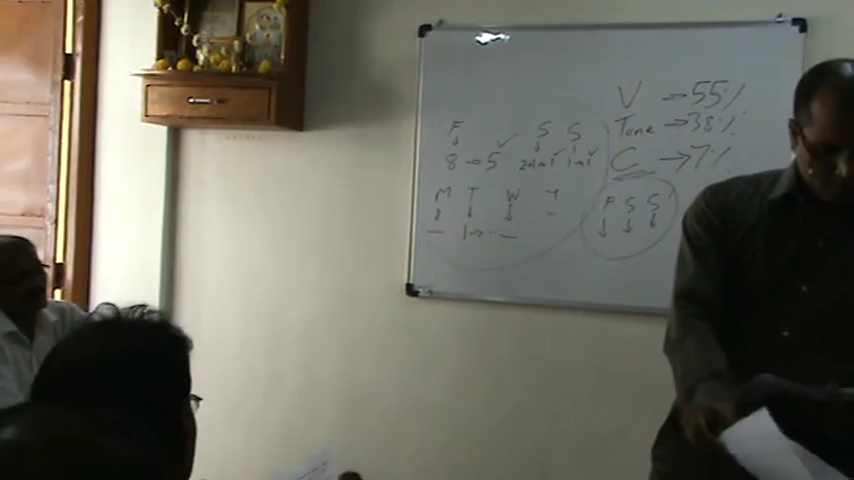 V → 55%
Tone → 38%
C → 7%
F S S
8 → 5
M T W
P S S